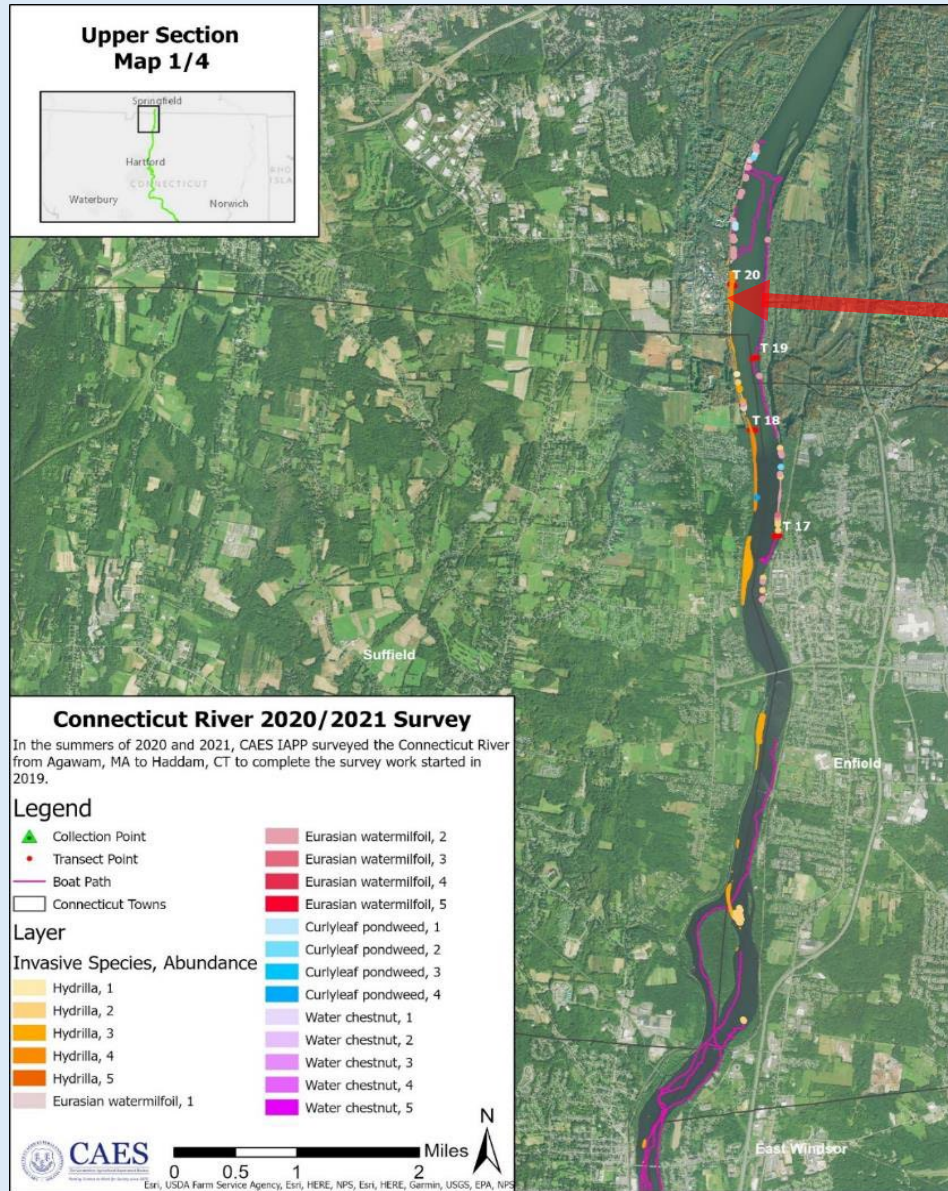 Upper Section
Map 1/4
Springfield
Hartford
CONNECTICUT
Waterbury
Norwich
T 20
T 19
T 18
T 17
Suffield
Enfield
East Windsor
Connecticut River 2020/2021 Survey
In the summers of 2020 and 2021, CAES IAPP surveyed the Connecticut River
from Agawam, MA to Haddam, CT to complete the survey work started in
2019.
Legend
Collection Point
Transect Point
Boat Path
Connecticut Towns
Layer
Invasive Species, Abundance
Hydrilla, 1
Hydrilla, 2
Hydrilla, 3
Hydrilla, 4
Hydrilla, 5
Eurasian watermilfoil, 1
Eurasian watermilfoil, 2
Eurasian watermilfoil, 3
Eurasian watermilfoil, 4
Eurasian watermilfoil, 5
Curlyleaf pondweed, 1
Curlyleaf pondweed, 2
Curlyleaf pondweed, 3
Curlyleaf pondweed, 4
Water chestnut, 1
Water chestnut, 2
Water chestnut, 3
Water chestnut, 4
Water chestnut, 5
N
CAES
Miles
0 0.5 1 2
Esri, USDA Farm Service Agency, Esri, HERE, NPS, Esri, HERE, Garmin, USGS, EPA, NPS